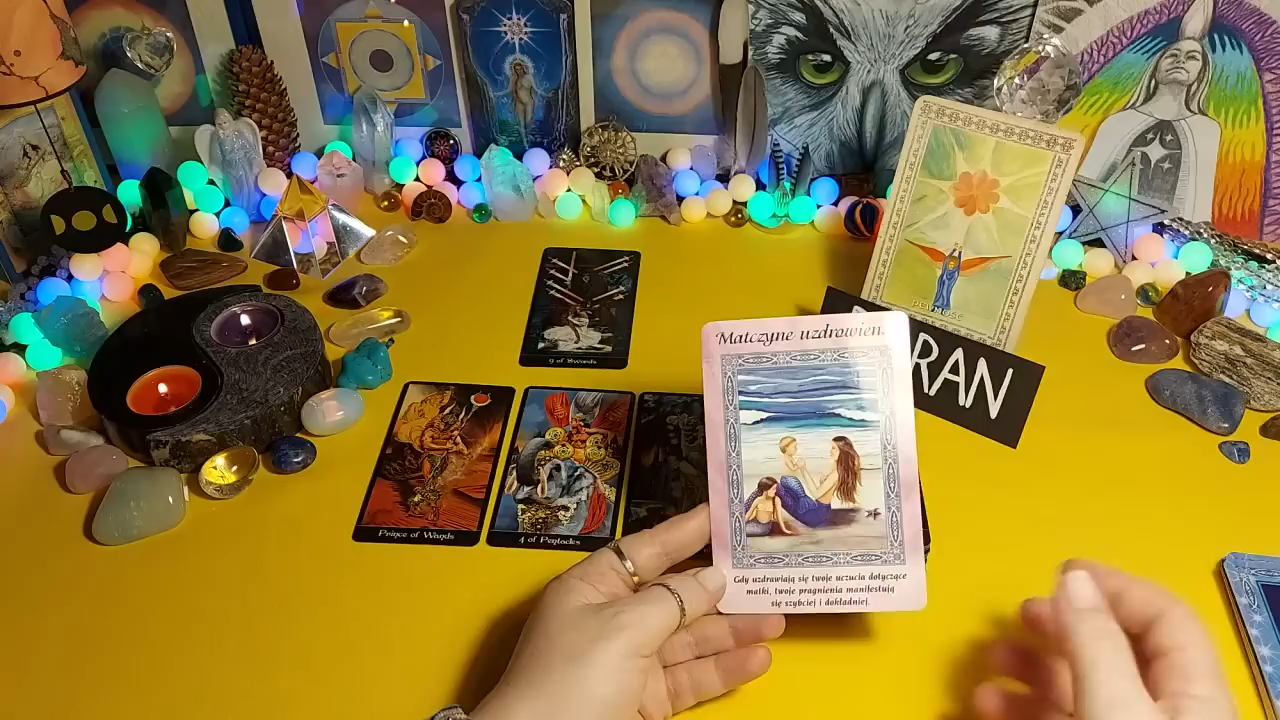 PEWNOŚĆ
9 of Swords
Matczyne uzdrowien
RAN
Prince of Wands
4 of Pentacles
Gdy uzdrawiają się twoje uczucia dotyczące
matki, twoje pragnienia manifestują
się szybciej i dokładniej.